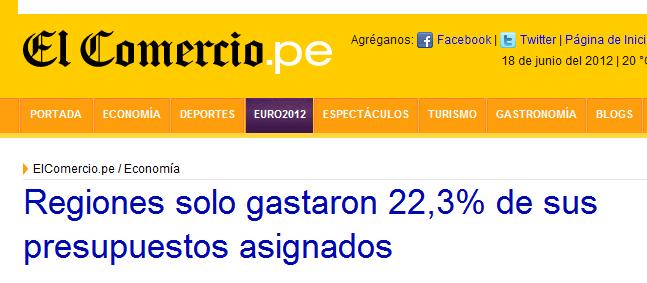 El Comercio.pe
Agréganos: Facebook | Twitter | Página de Inici
18 de junio del 2012 | 20 °
PORTADA ECONOMÍA DEPORTES EURO2012 ESPECTÁCULOS TURISMO GASTRONOMÍA BLOGS
ElComercio.pe / Economía
Regiones solo gastaron 22,3% de sus
presupuestos asignados